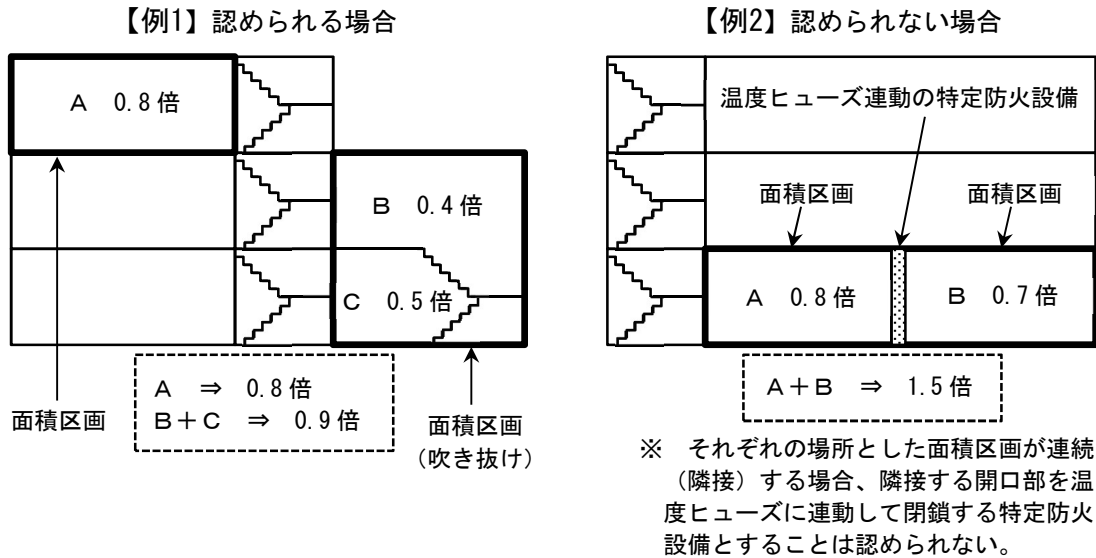 【例1】認められる場合
A 0.8倍
B 0.4倍
C 0.5倍
A ⇒ 0.8倍
B+C ⇒ 0.9倍
面積区画
面積区画
(吹き抜け)
【例2】認められない場合
温度ヒューズ連動の特定防火設備
面積区画
面積区画
A 0.8倍
B 0.7倍
A+B ⇒ 1.5倍
※ それぞれの場所とした面積区画が連続
(隣接)する場合、隣接する開口部を温
度ヒューズに連動して閉鎖する特定防火
設備とすることは認められない。